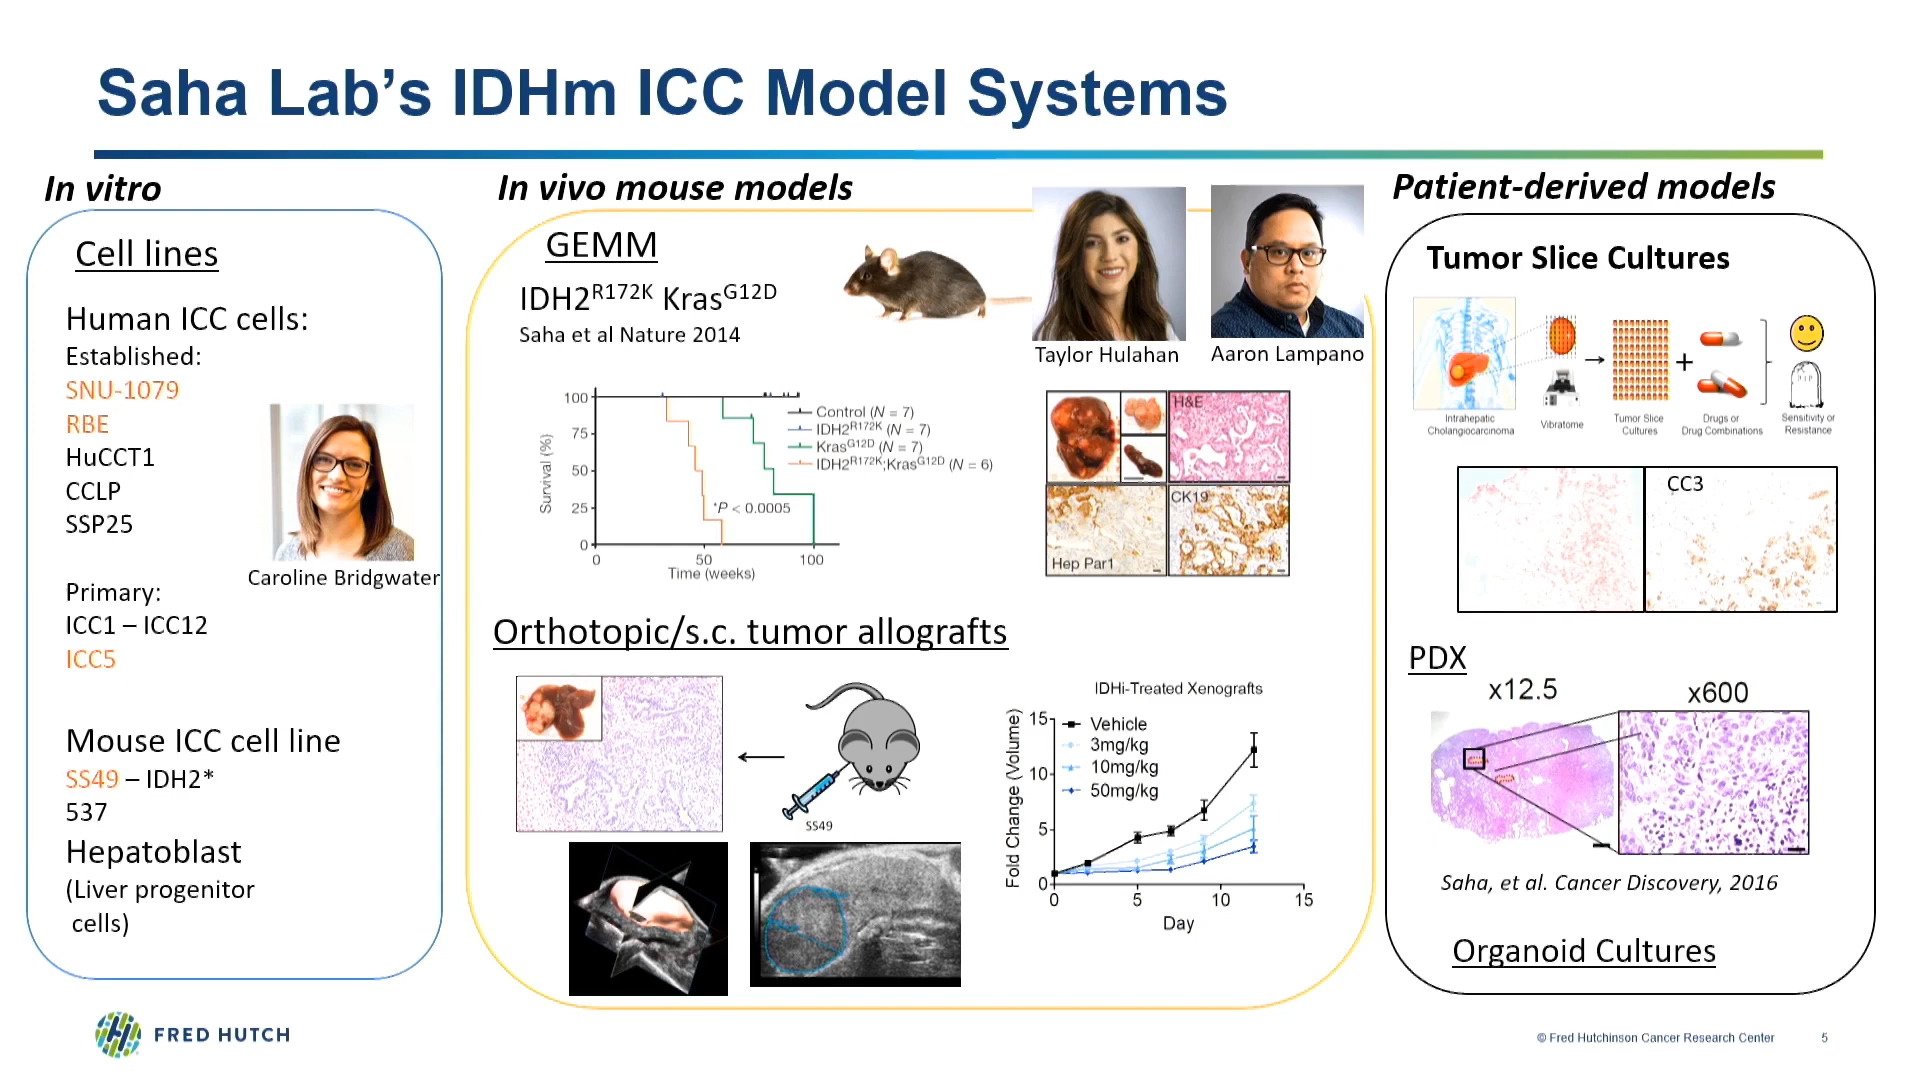 Saha Lab’s IDHm ICC Model Systems
In vitro
Cell lines
Human ICC cells:
Established:
SNU-1079
RBE
HuCCT1
CCLP
SSP25
Caroline Bridgwater
Primary:
ICC1 – ICC12
ICC5
Mouse ICC cell line
SS49 – IDH2*
537
Hepatoblast
(Liver progenitor
cells)
In vivo mouse models
GEMM
IDH2R172K KrasG12D
Saha et al Nature 2014
Taylor Hulahan
Aaron Lampano
Survival (%)
100
75
50
25
0
0
50
100
Time (weeks)
Control (N = 7)
IDH2R172K (N = 7)
KrasG12D (N = 7)
IDH2R172K;KrasG12D (N = 6)
*P < 0.0005
H&E
Hep Par1
CK19
Orthotopic/s.c. tumor allografts
SS49
IDHi-Treated Xenografts
Fold Change (Volume)
15
10
5
0
0
5
10
15
Day
Vehicle
3mg/kg
10mg/kg
50mg/kg
Patient-derived models
Tumor Slice Cultures
Intrahepatic
Cholangiocarcinoma
Vibratome
Tumor Slice
Cultures
+
Drugs or
Drug Combinations
RIP
Sensitivity or
Resistance
CC3
PDX
x12.5
x600
Saha, et al. Cancer Discovery, 2016
Organoid Cultures
FRED HUTCH
© Fred Hutchinson Cancer Research Center
5